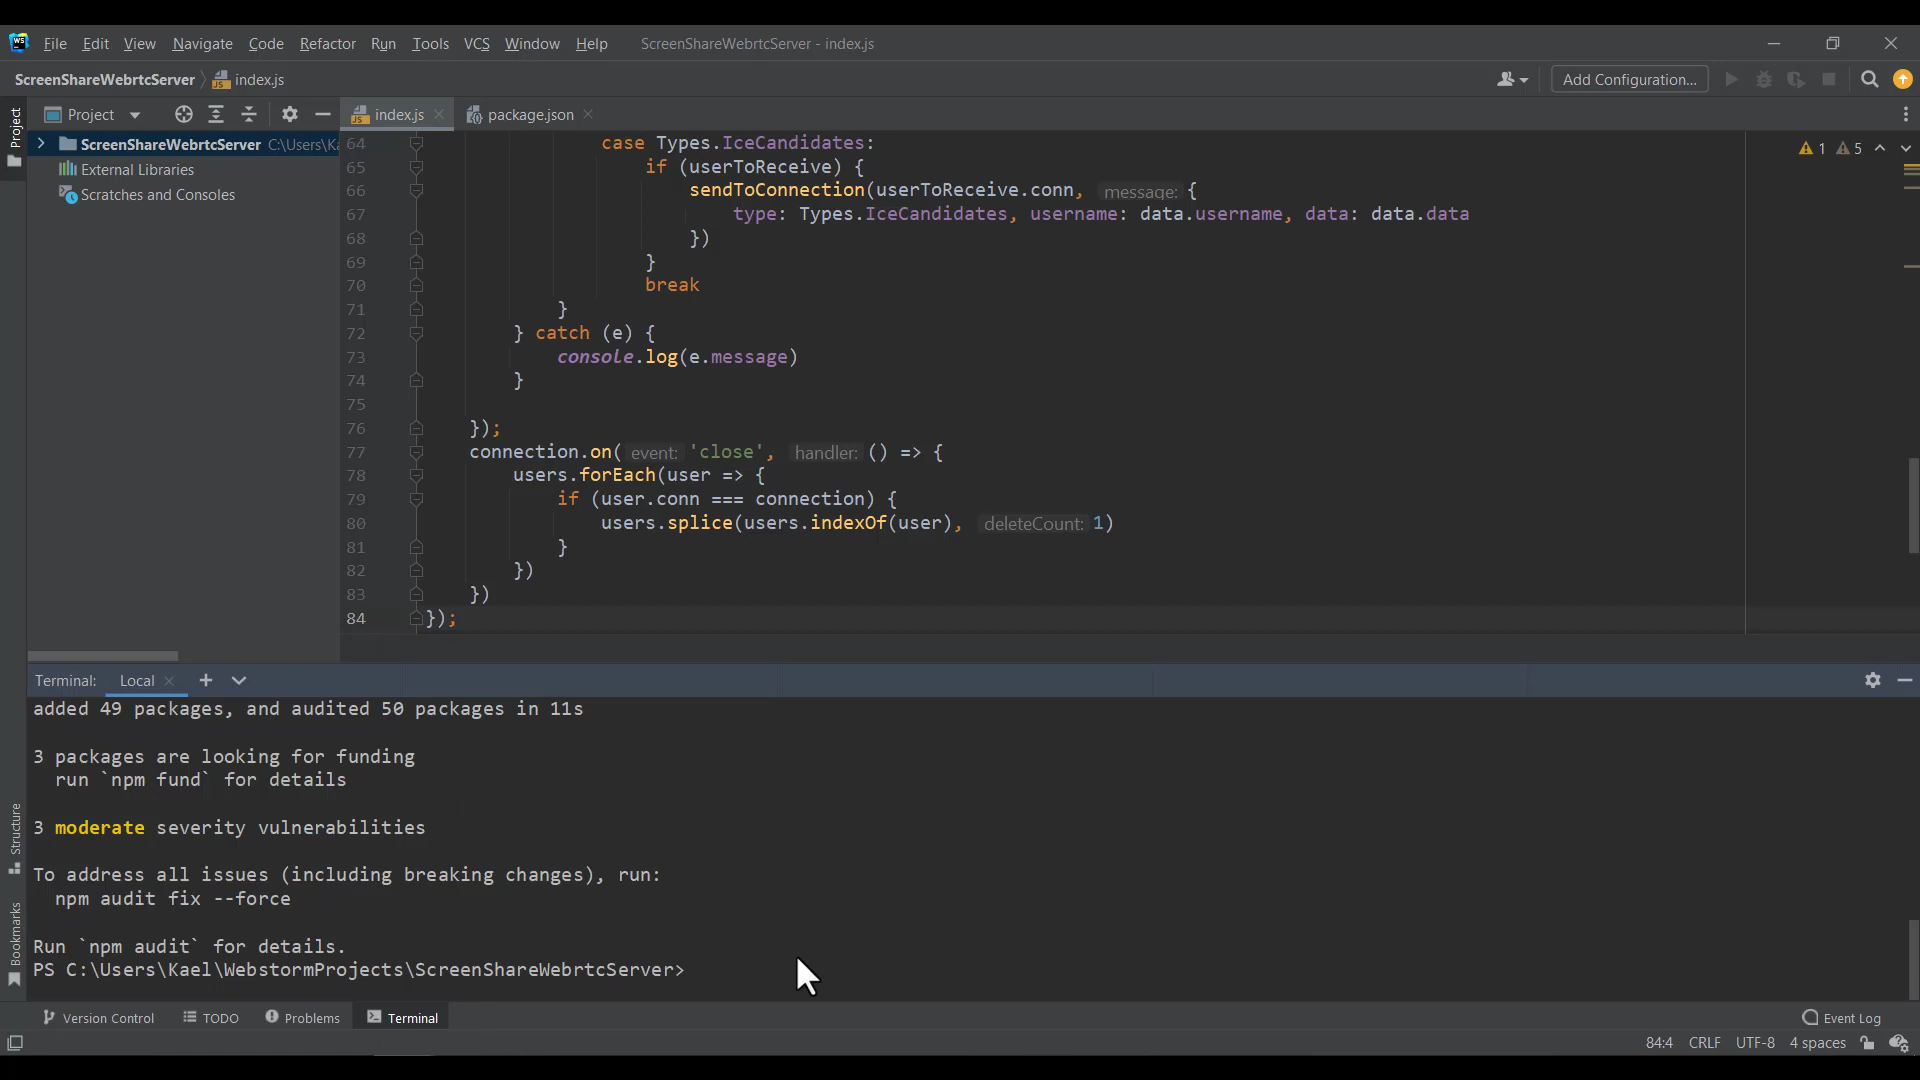 WS File Edit View Navigate Code Refactor Run Tools VCS Window Help ScreenShareWebrtcServer - index.js
ScreenShareWebrtcServer index.js Add Configuration...
Project index.js package.json
Project
ScreenShareWebrtcServer C:\Users\Ka
External Libraries
Scratches and Consoles
64 case Types.IceCandidates:
65 if (userToReceive) {
66 sendToConnection(userToReceive.conn, message: {
67 type: Types.IceCandidates, username: data.username, data: data.data
68 })
69 }
70 break
71 }
72 } catch (e) {
73 console.log(e.message)
74 }
75
76 });
77 connection.on( event: 'close', handler: () => {
78 users.forEach(user => {
79 if (user.conn === connection) {
80 users.splice(users.indexOf(user), deleteCount: 1)
81 }
82 })
83 })
84 });
1 5
Terminal: Local
added 49 packages, and audited 50 packages in 11s
3 packages are looking for funding
run `npm fund` for details
3 moderate severity vulnerabilities
To address all issues (including breaking changes), run:
npm audit fix --force
Run `npm audit` for details.
PS C:\Users\Kael\WebstormProjects\ScreenShareWebrtcServer>
Structure
Bookmarks
Version Control TODO Problems Terminal Event Log
84:4 CRLF UTF-8 4 spaces